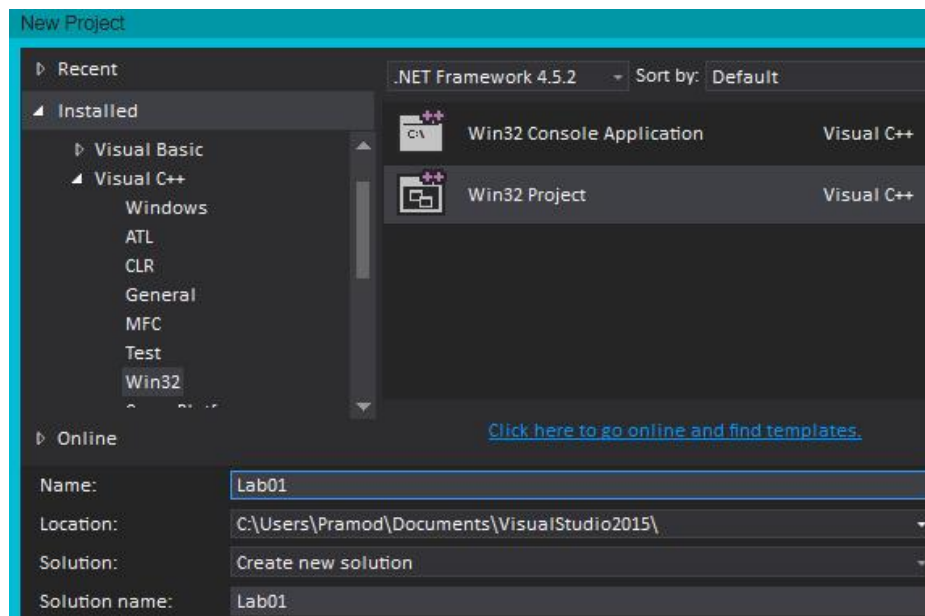 New Project
Recent
.NET Framework 4.5.2 Sort by: Default
Installed
Visual Basic
Visual C++
Windows
ATL
CLR
General
MFC
Test
Win32
Win32 Console Application Visual C++
Win32 Project Visual C++
Online
Click here to go online and find templates.
Name: Lab01
Location: C:\Users\Pramod\Documents\VisualStudio2015\
Solution: Create new solution
Solution name: Lab01